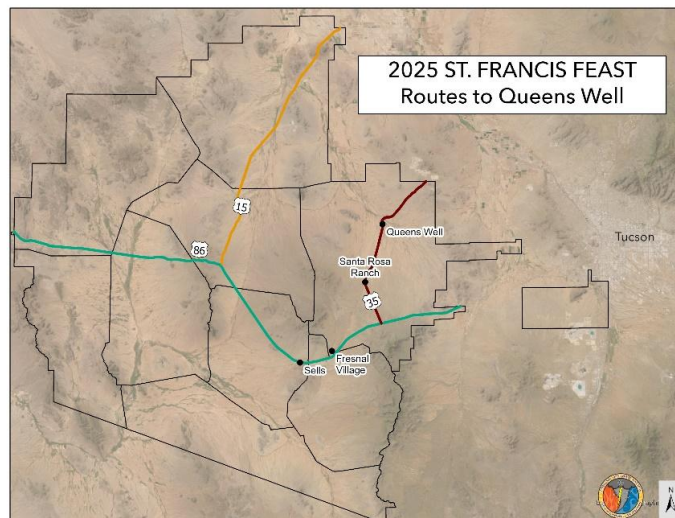 2025 ST. FRANCIS FEAST
Routes to Queens Well
15
86
Queens Well
Tucson
Santa Rosa
Ranch
35
Fresnal
Village
Sells
N